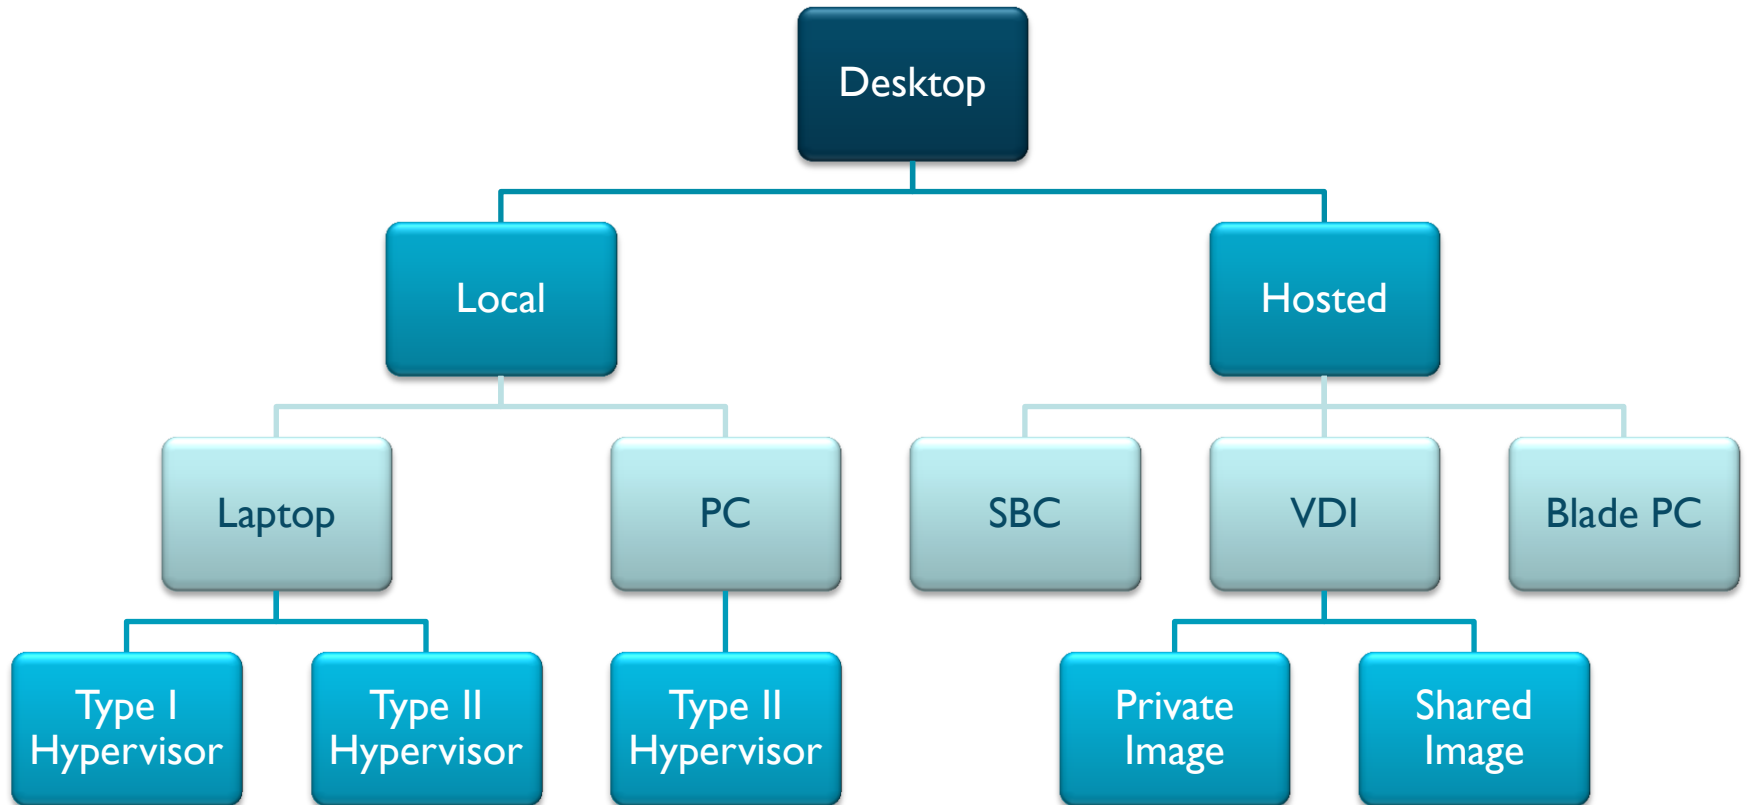 Desktop
Local
Hosted
Laptop
PC
SBC
VDI
Blade PC
Type I
Hypervisor
Type II
Hypervisor
Type II
Hypervisor
Private
Image
Shared
Image